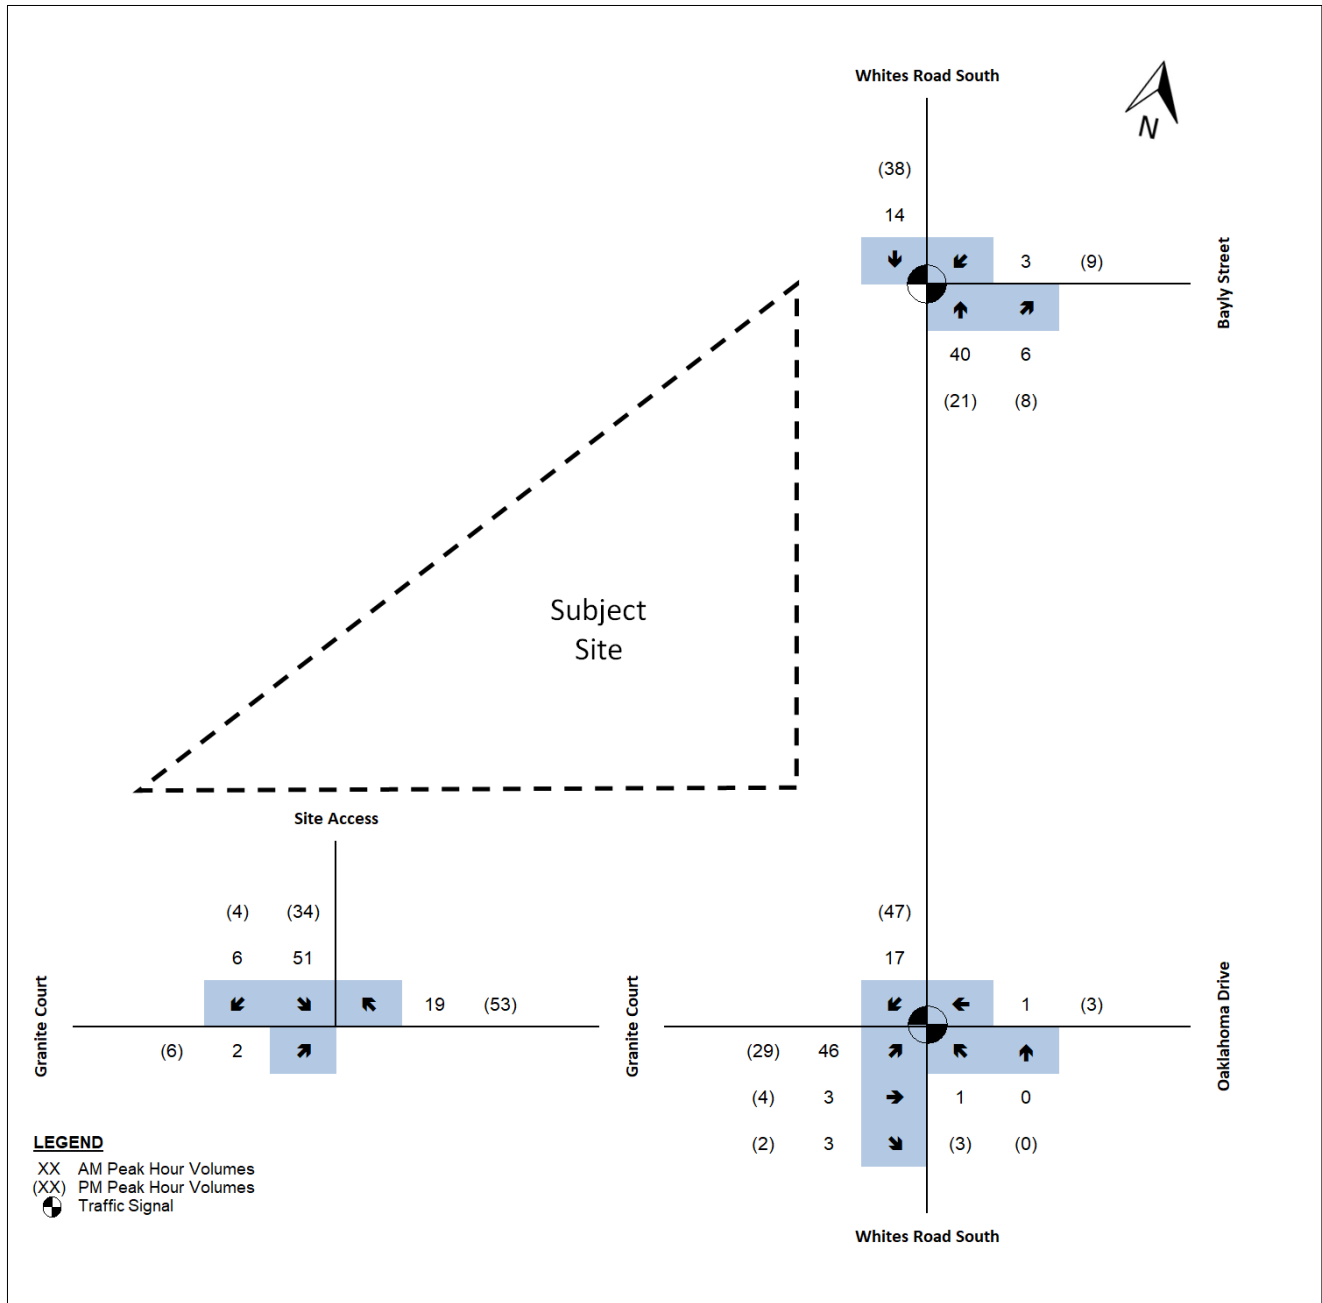 Whites Road South
N
(38)
14
3 (9)
Bayly Street
40 6
(21) (8)
Subject
Site
Site Access
(4) (34)
6 51
19 (53)
Granite Court
(6) 2
(47)
17
1 (3)
Granite Court
Oaklahoma Drive
(29) 46
(4) 3 1 0
(2) 3 (3) (0)
LEGEND
XX AM Peak Hour Volumes
(XX) PM Peak Hour Volumes
Traffic Signal
Whites Road South